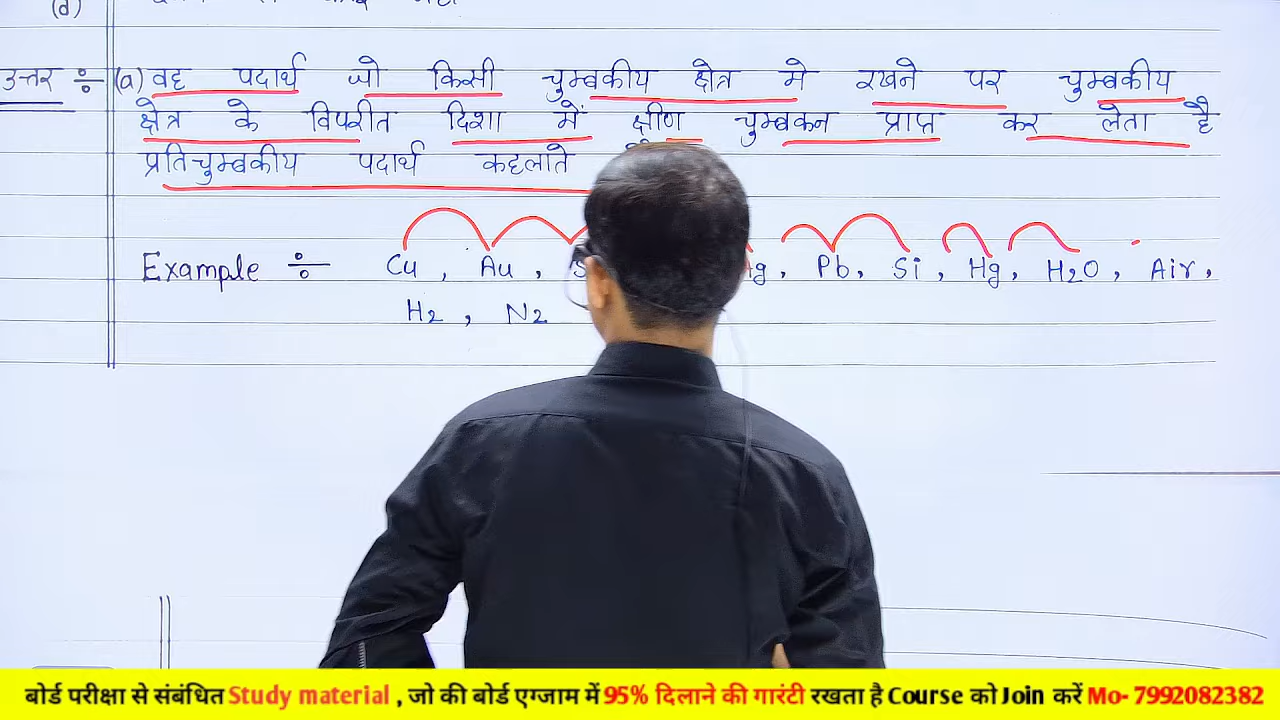 (d)
उत्तर ÷ (a) वह पदार्थ जो किसी चुम्बकीय क्षेत्र मे रखने पर चुम्बकीय
क्षेत्र के विपरीत दिशा में क्षीण चुम्बकन प्राप्त कर लेता है
प्रतिचुम्बकीय पदार्थ कहलाते
Example ÷ Cu , Au , Pb , Si , Hg , H₂O , Air ,
H₂ , N₂
बोर्ड परीक्षा से संबंधित Study material , जो की बोर्ड एग्जाम में 95% दिलाने की गारंटी रखता है Course को Join करें Mo- 7992082382